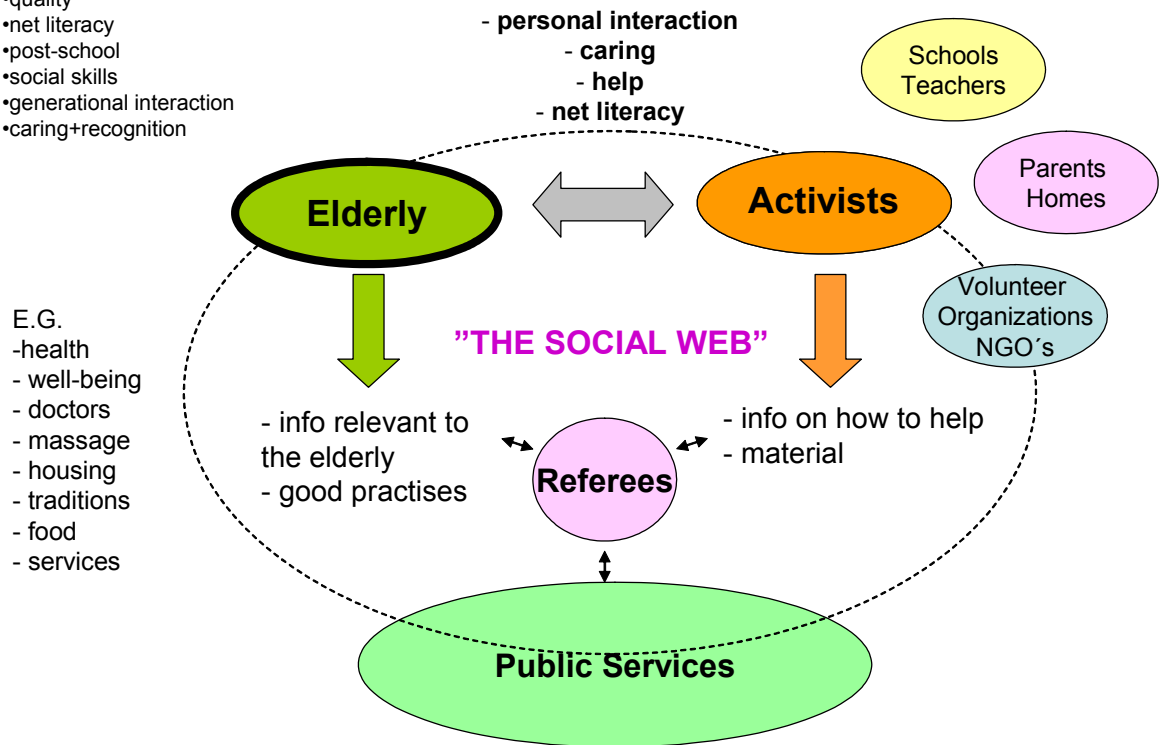 •quality
•net literacy
•post-school
•social skills
•generational interaction
•caring+recognition
- personal interaction
- caring
- help
- net literacy
Schools
Teachers
Parents
Homes
Elderly
Activists
Volunteer
Organizations
NGO´s
E.G.
-health
- well-being
- doctors
- massage
- housing
- traditions
- food
- services
”THE SOCIAL WEB”
- info relevant to
the elderly
- good practises
- info on how to help
- material
Referees
Public Services